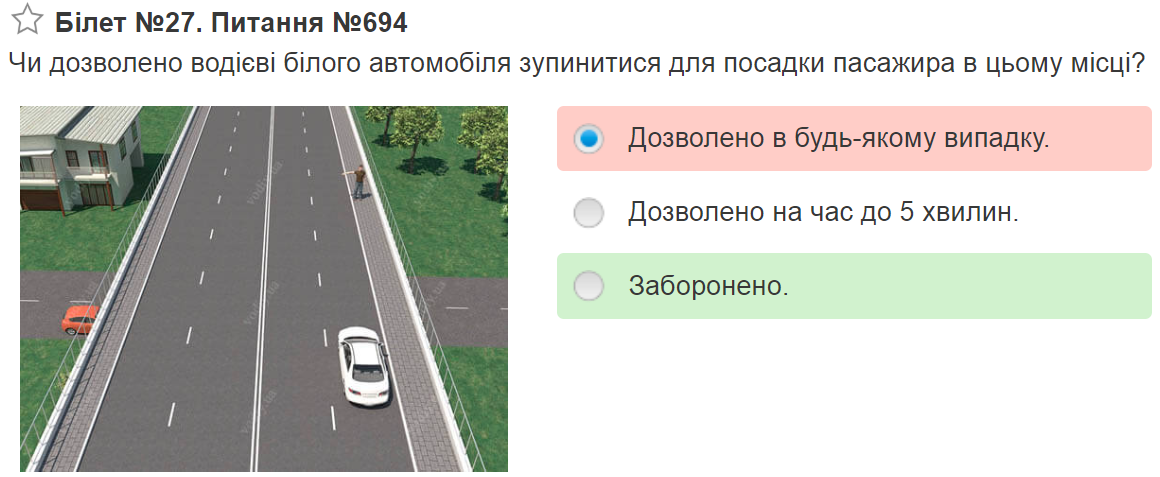 Білет №27. Питання №694
Чи дозволено водієві білого автомобіля зупинитися для посадки пасажира в цьому місці?
Дозволено в будь-якому випадку.
Дозволено на час до 5 хвилин.
Заборонено.